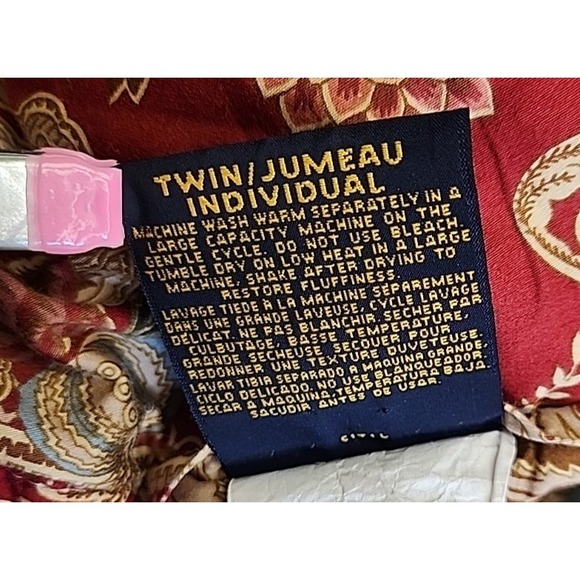 TWIN/JUMEAU
INDIVIDUAL
MACHINE WASH WARM SEPARATELY IN A
LARGE CAPACITY MACHINE ON THE
GENTLE CYCLE. DO NOT USE BLEACH.
TUMBLE DRY ON LOW HEAT IN A LARGE
MACHINE, SHAKE AFTER DRYING TO
RESTORE FLUFFINESS.
LAVAGE TIEDE A LA MACHINE SEPAREMENT
DANS UNE GRANDE LAVEUSE, CYCLE LAVAGE
DELICAT. NE PAS BLANCHIR. SECHER PAR
CULBUTAGE, BASSE TEMPERATURE.
GRANDE SECHEUSE SECOUER, POUR
REDONNER UNE TEXTURE DUVETEUSE.
LAVAR TIBIA SEPARADO A MAQUINA GRANDE.
CICLO DELICADO. NO USE BLANQUEADOR.
SECAR A MAQUINA, TEMPERATURA BAJA.
SACUDIR ANTES DE USAR.